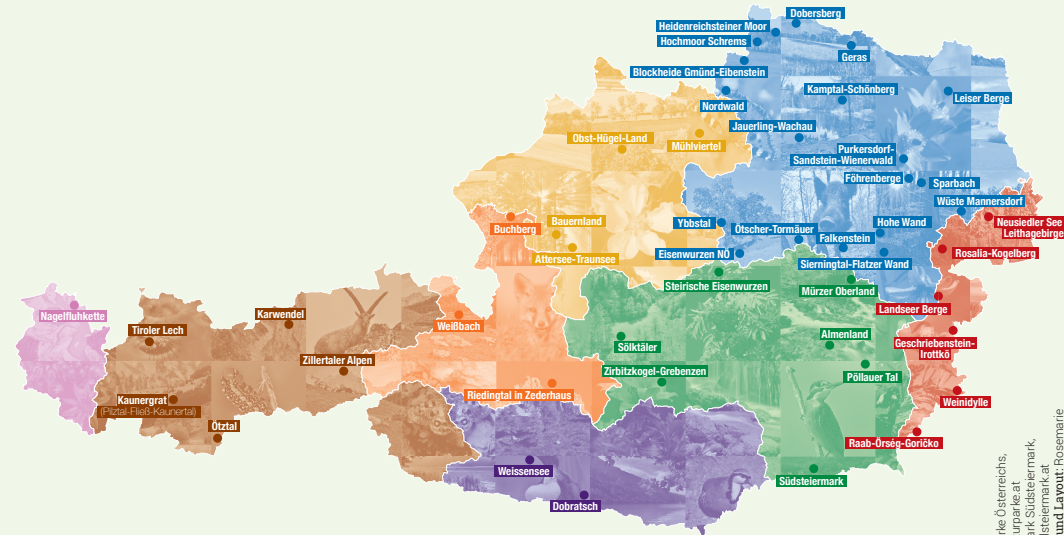 Dobersberg
Heidenreichsteiner Moor
Hochmoor Schrems
Geras
Blockheide Gmünd-Eibenstein
Nordwald
Kamptal-Schönberg
Leiser Berge
Jauerling-Wachau
Obst-Hügel-Land
Mühlviertel
Purkersdorf-
Sandstein-Wienerwald
Föhrenberge
Sparbach
Wüste Mannersdorf
Neusiedler See
Leithagebirge
Buchberg
Bauernland
Attersee-Traunsee
Ybbstal
Ötscher-Tormäuer
Hohe Wand
Falkenstein
Eisenwurzen NÖ
Sierningtal-Flatzer Wand
Rosalia-Kogelberg
Steirische Eisenwurzen
Mürzer Oberland
Landseer Berge
Nagelfluhkette
Tiroler Lech
Karwendel
Weißbach
Zillertaler Alpen
Sölktäler
Almenland
Geschriebenstein-
Irottkö
Zirbitzkogel-Grebenzen
Pöllauer Tal
Riedingtal in Zederhaus
Kaunergrat
(Pilztal-Fließ-Kaunertal)
Ötztal
Weinidylle
Raab-Örség-Goričko
Weissensee
Südsteiermark
Dobratsch
rke Österreichs,
urparke.at
ark Südsteiermark,
lsteiermark.at
und Layout: Rosemarie